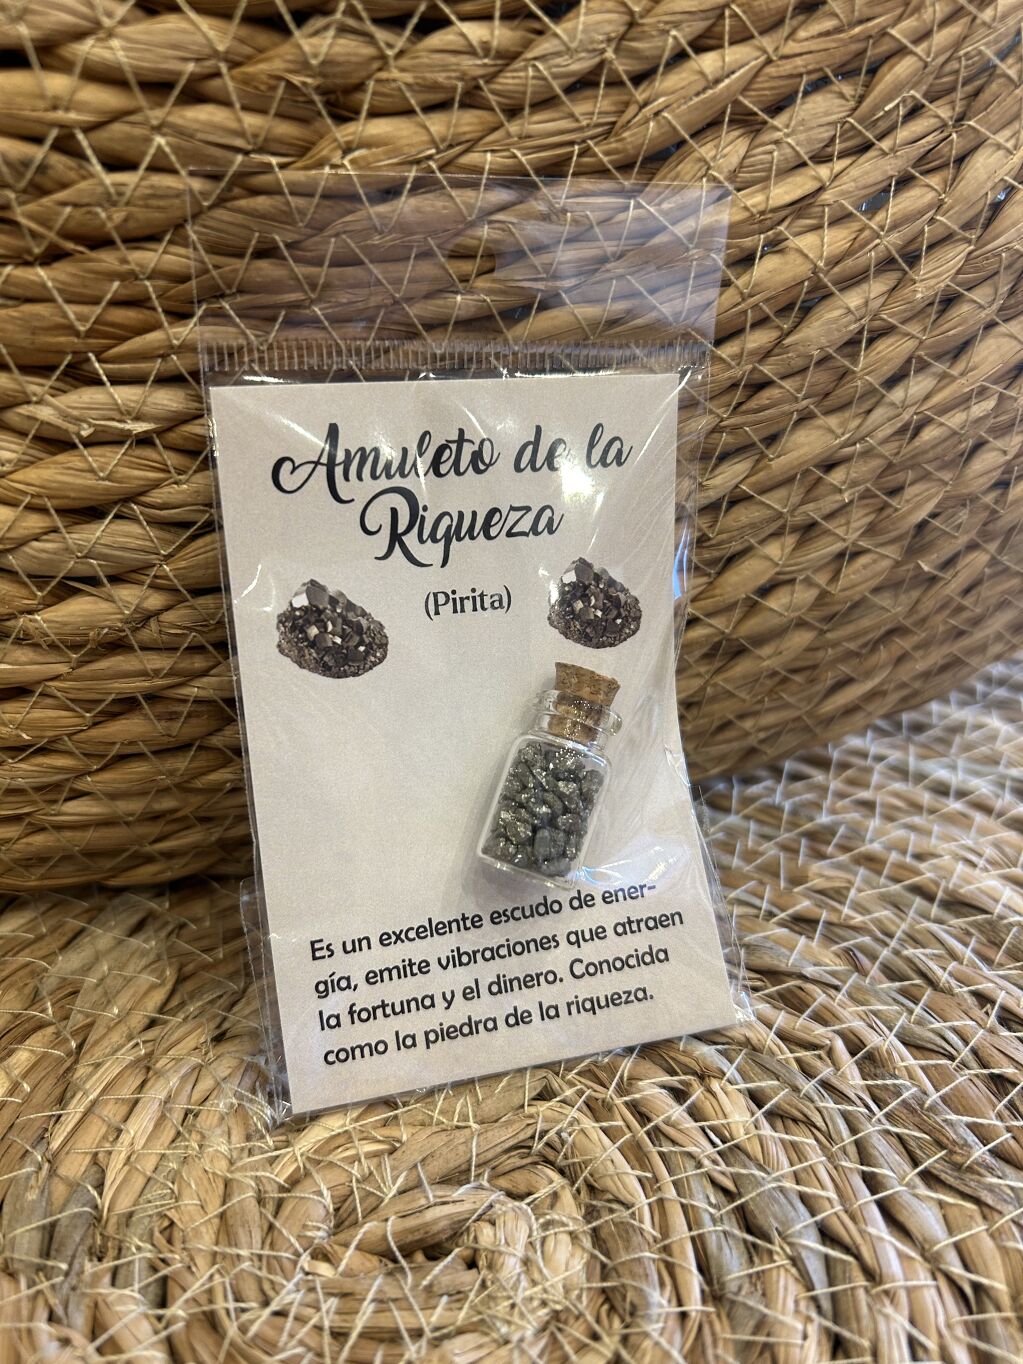 Amuleto de la
Riqueza
(Pirita)
Es un excelente escudo de ener-
gía, emite vibraciones que atraen
la fortuna y el dinero. Conocida
como la piedra de la riqueza.